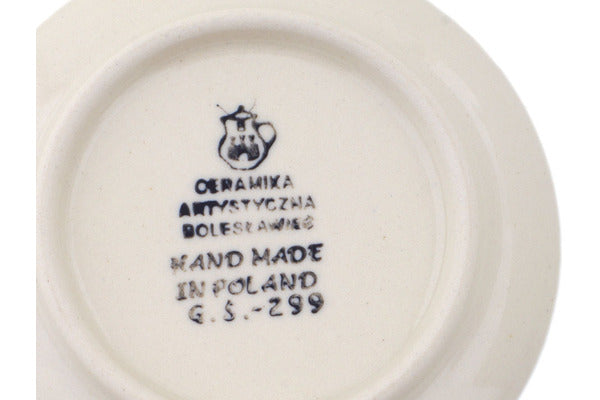 CERAMIKA
ARTYSTYCZNA
BOLESŁAWIEC
HAND MADE
IN POLAND
G.S.-299